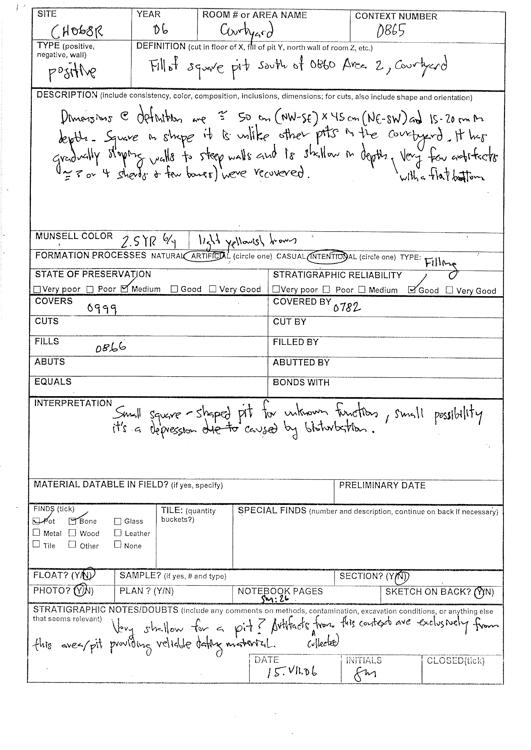 SITE
CH06SR
YEAR
06
ROOM # or AREA NAME
Courtyard
CONTEXT NUMBER
0865
TYPE (positive, negative, wall)
positive
DEFINITION (cut in floor of X, fill of pit Y, north wall of room Z, etc.)
Fill of square pit south of 0860 Area 2, Courtyard
DESCRIPTION (include consistency, color, composition, inclusions, dimensions; for cuts, also include shape and orientation)
Dimensions @ definition are ≅ 50 cm (NW-SE) x 45 cm (NE-SW) and 15-20 cm in
depth. Square in shape it is unlike other pits in the courtyard. It has
gradually sloping walls to steep walls and is shallow in depth, with a flat bottom. Very few artifacts
(≅ 3 or 4 sherds & few bones) were recovered.
MUNSELL COLOR 2.5YR 6/4 light yellowish brown
FORMATION PROCESSES NATURAL ARTIFICIAL (circle one) CASUAL INTENTIONAL (circle one) TYPE: Filling
STATE OF PRESERVATION
Very poor Poor Medium Good Very Good
STRATIGRAPHIC RELIABILITY
Very poor Poor Medium Good Very Good
COVERS 0999
COVERED BY 0782
CUTS
CUT BY
FILLS 0866
FILLED BY
ABUTS
ABUTTED BY
EQUALS
BONDS WITH
INTERPRETATION
Small square-shaped pit for unknown function, small possibility
it's a depression due to caused by bioturbation.
MATERIAL DATABLE IN FIELD? (if yes, specify)
PRELIMINARY DATE
FINDS (tick)
Pot Bone Glass
Metal Wood Leather
Tile Other None
TILE: (quantity buckets?)
SPECIAL FINDS (number and description, continue on back if necessary)
FLOAT? (Y/N)
SAMPLE? (if yes, # and type)
SECTION? (Y/N)
PHOTO? (Y/N)
PLAN ? (Y/N)
NOTEBOOK PAGES
SM: 26
SKETCH ON BACK? (Y/N)
STRATIGRAPHIC NOTES/DOUBTS (include any comments on methods, contamination, excavation conditions, or anything else
that seems relevant)
Very shallow for a pit? Artifacts collected from this context are exclusively from
this area/pit providing reliable dating material.
DATE
15.VII.06
INITIALS
SM
CLOSED(tick)